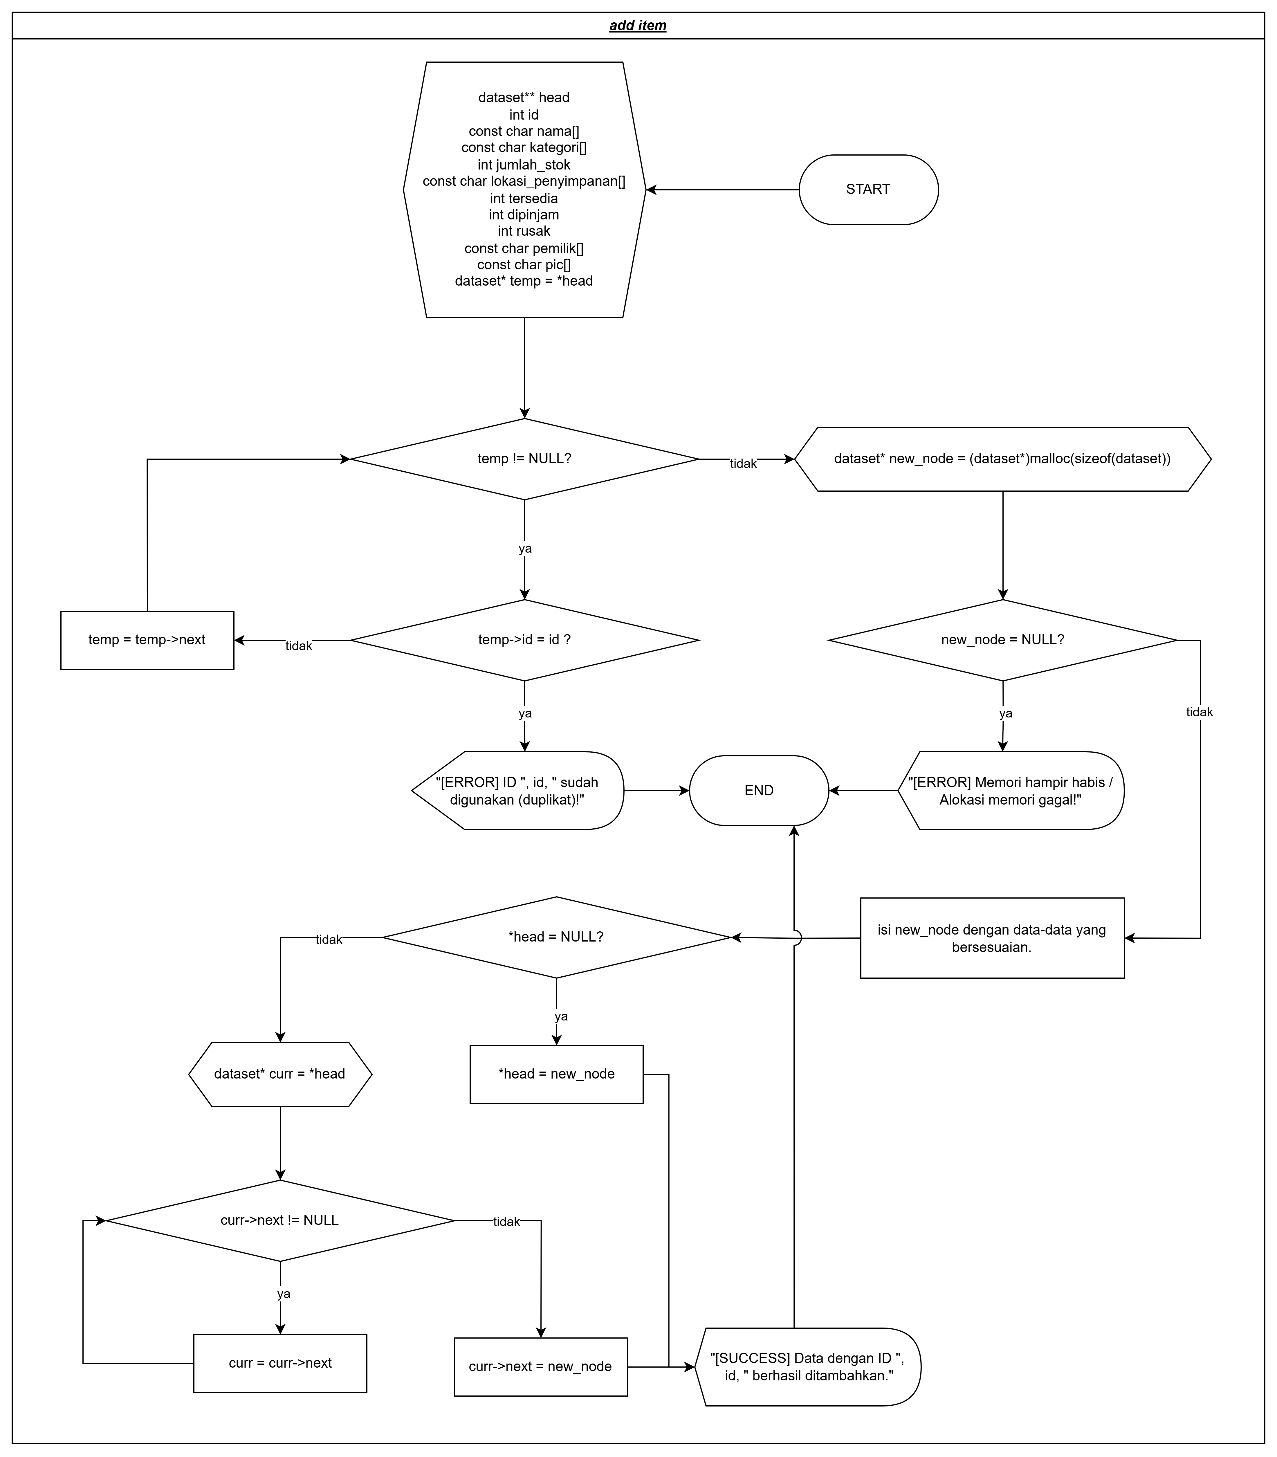 add item
dataset** head
int id
const char nama[]
const char kategori[]
int jumlah_stok
const char lokasi_penyimpanan[]
int tersedia
int dipinjam
int rusak
const char pemilik[]
const char pic[]
dataset* temp = *head
START
temp != NULL?
tidak
dataset* new_node = (dataset*)malloc(sizeof(dataset))
ya
temp = temp->next
tidak
temp->id = id ?
new_node = NULL?
ya
ya
tidak
"[ERROR] ID ", id, " sudah
digunakan (duplikat)!"
END
"[ERROR] Memori hampir habis /
Alokasi memori gagal!"
tidak
*head = NULL?
isi new_node dengan data-data yang
bersesuaian.
ya
dataset* curr = *head
*head = new_node
curr->next != NULL
tidak
ya
curr = curr->next
curr->next = new_node
"[SUCCESS] Data dengan ID ",
id, " berhasil ditambahkan."